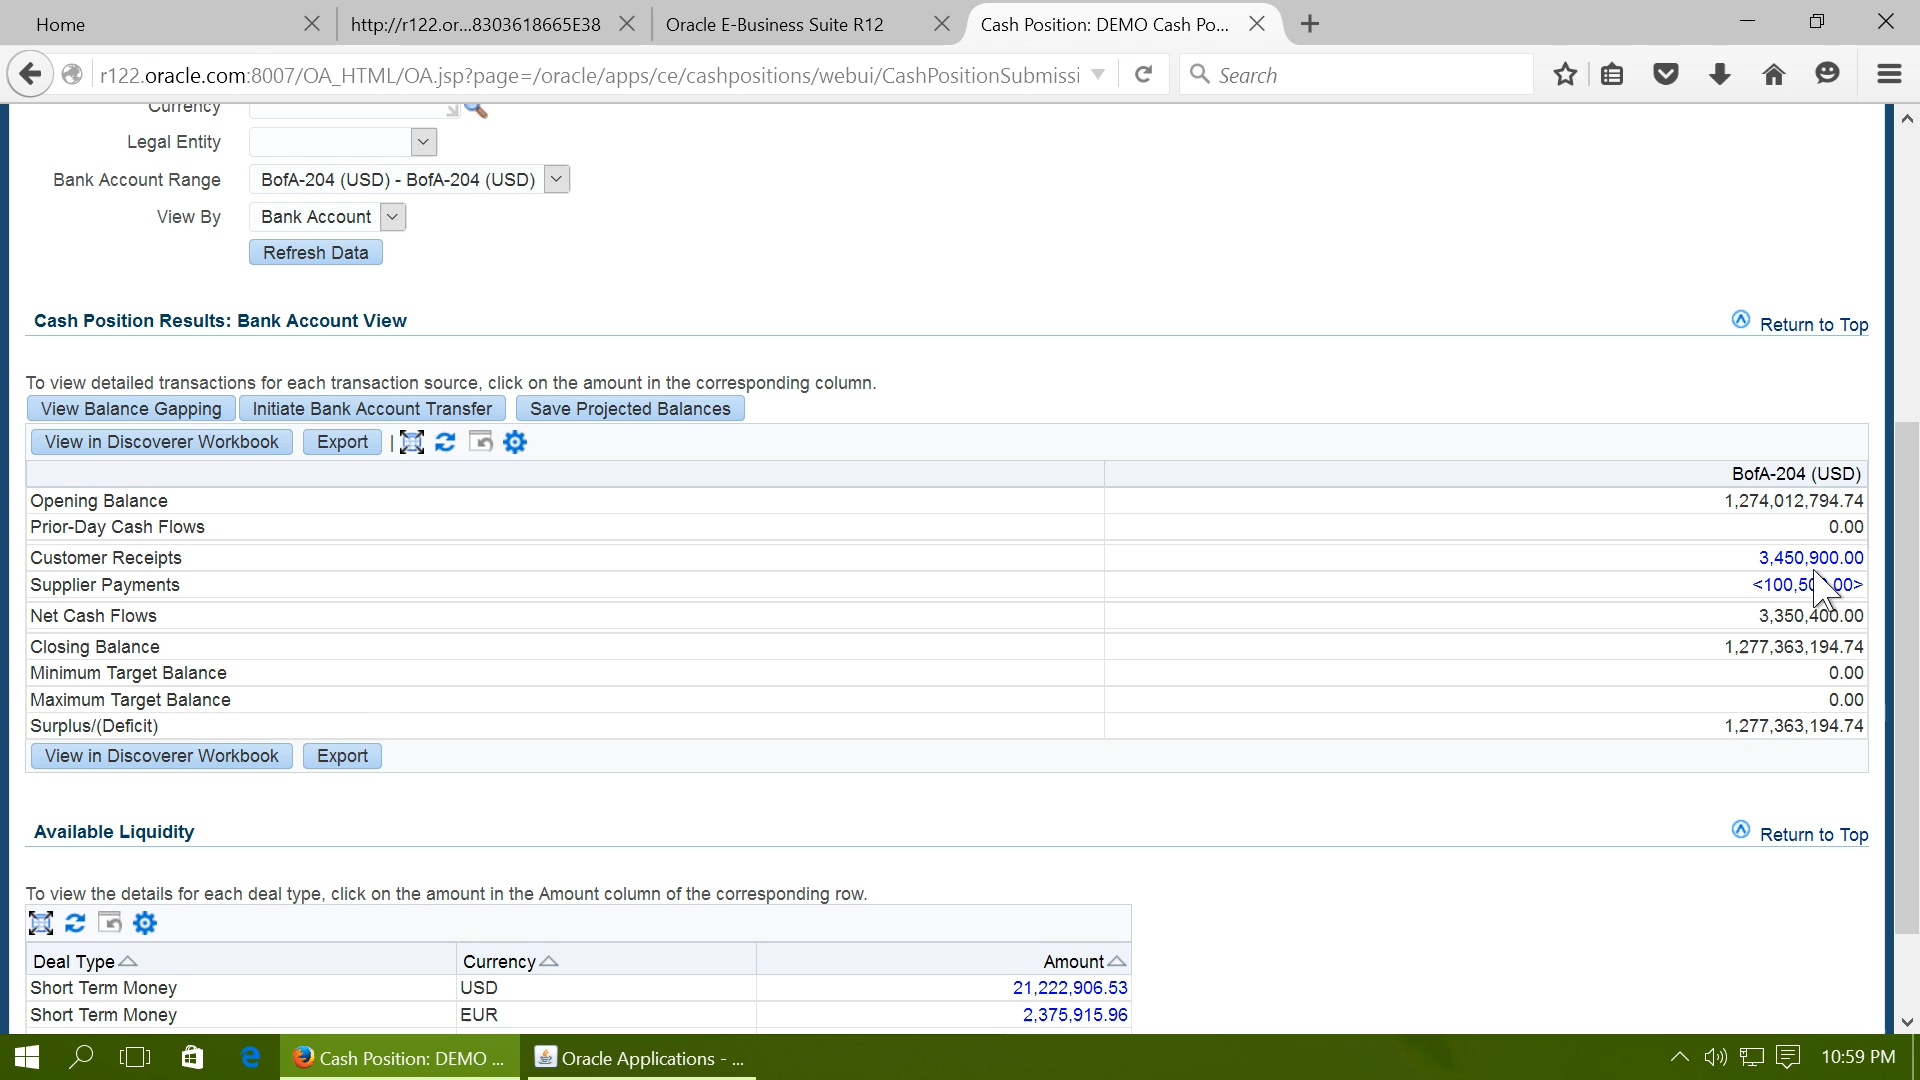 Home
http://r122.or...8303618665E38
Oracle E-Business Suite R12
Cash Position: DEMO Cash Po...
r122.oracle.com:8007/OA_HTML/OA.jsp?page=/oracle/apps/ce/cashpositions/webui/CashPositionSubmissi
Search
Currency
Legal Entity
Bank Account Range BofA-204 (USD) - BofA-204 (USD)
View By Bank Account
Refresh Data
Cash Position Results: Bank Account View
Return to Top
To view detailed transactions for each transaction source, click on the amount in the corresponding column.
View Balance Gapping Initiate Bank Account Transfer Save Projected Balances
View in Discoverer Workbook Export |
BofA-204 (USD)
Opening Balance 1,274,012,794.74
Prior-Day Cash Flows 0.00
Customer Receipts 3,450,900.00
Supplier Payments
Net Cash Flows 3,350,400.00
Closing Balance 1,277,363,194.74
Minimum Target Balance 0.00
Maximum Target Balance 0.00
Surplus/(Deficit) 1,277,363,194.74
View in Discoverer Workbook Export
Available Liquidity
Return to Top
To view the details for each deal type, click on the amount in the Amount column of the corresponding row.
Deal Type Currency Amount
Short Term Money USD 21,222,906.53
Short Term Money EUR 2,375,915.96
Cash Position: DEMO ...
Oracle Applications - ...
10:59 PM